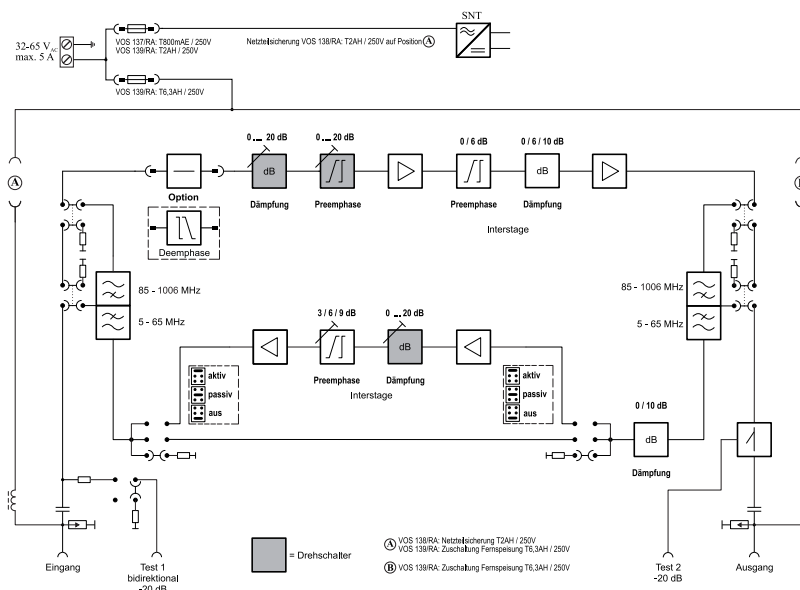 SNT
32-65 V AC
max. 5 A
VOS 137/RA: T800mAE / 250V
VOS 139/RA: T2AH / 250V
Netzteilsicherung VOS 138/RA: T2AH / 250V auf Position A
VOS 139/RA: T6,3AH / 250V
0 ... 20 dB
0 ... 20 dB
0 / 6 dB
0 / 6 / 10 dB
A
dB
dB
Option
Dämpfung
Preemphase
Preemphase
Dämpfung
Interstage
Deemphase
85 - 1006 MHz
5 - 65 MHz
85 - 1006 MHz
5 - 65 MHz
3 / 6 / 9 dB
0 ... 20 dB
dB
Preemphase
Dämpfung
Interstage
aktiv
passiv
aus
aktiv
passiv
aus
0 / 10 dB
dB
Dämpfung
= Drehschalter
A VOS 138/RA: Netzteilsicherung T2AH / 250V
VOS 139/RA: Zuschaltung Fernspeisung T6,3AH / 250V
B VOS 139/RA: Zuschaltung Fernspeisung T6,3AH / 250V
Eingang
Test 1
bidirektional
-20 dB
Test 2
-20 dB
Ausgang